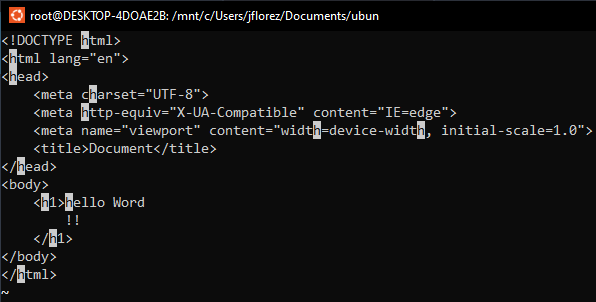 root@DESKTOP-4DOAE2B: /mnt/c/Users/jflorez/Documents/ubun
<!DOCTYPE html>
<html lang="en">
<head>
    <meta charset="UTF-8">
    <meta http-equiv="X-UA-Compatible" content="IE=edge">
    <meta name="viewport" content="width=device-width, initial-scale=1.0">
    <title>Document</title>
</head>
<body>
    <h1>hello Word
        !!
    </h1>
</body>
</html>
~